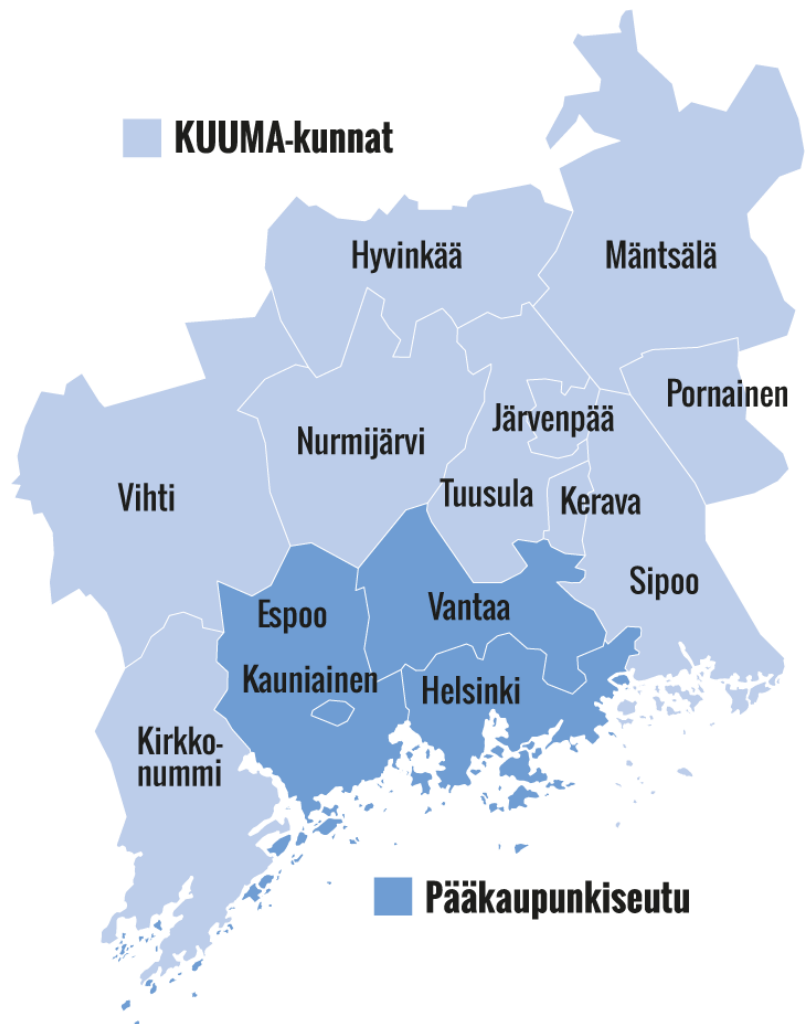 KUUMA-kunnat
Hyvinkää
Mäntsälä
Pornainen
Järvenpää
Nurmijärvi
Vihti
Tuusula
Kerava
Sipoo
Espoo
Vantaa
Kauniainen
Helsinki
Kirkko-
nummi
Pääkaupunkiseutu